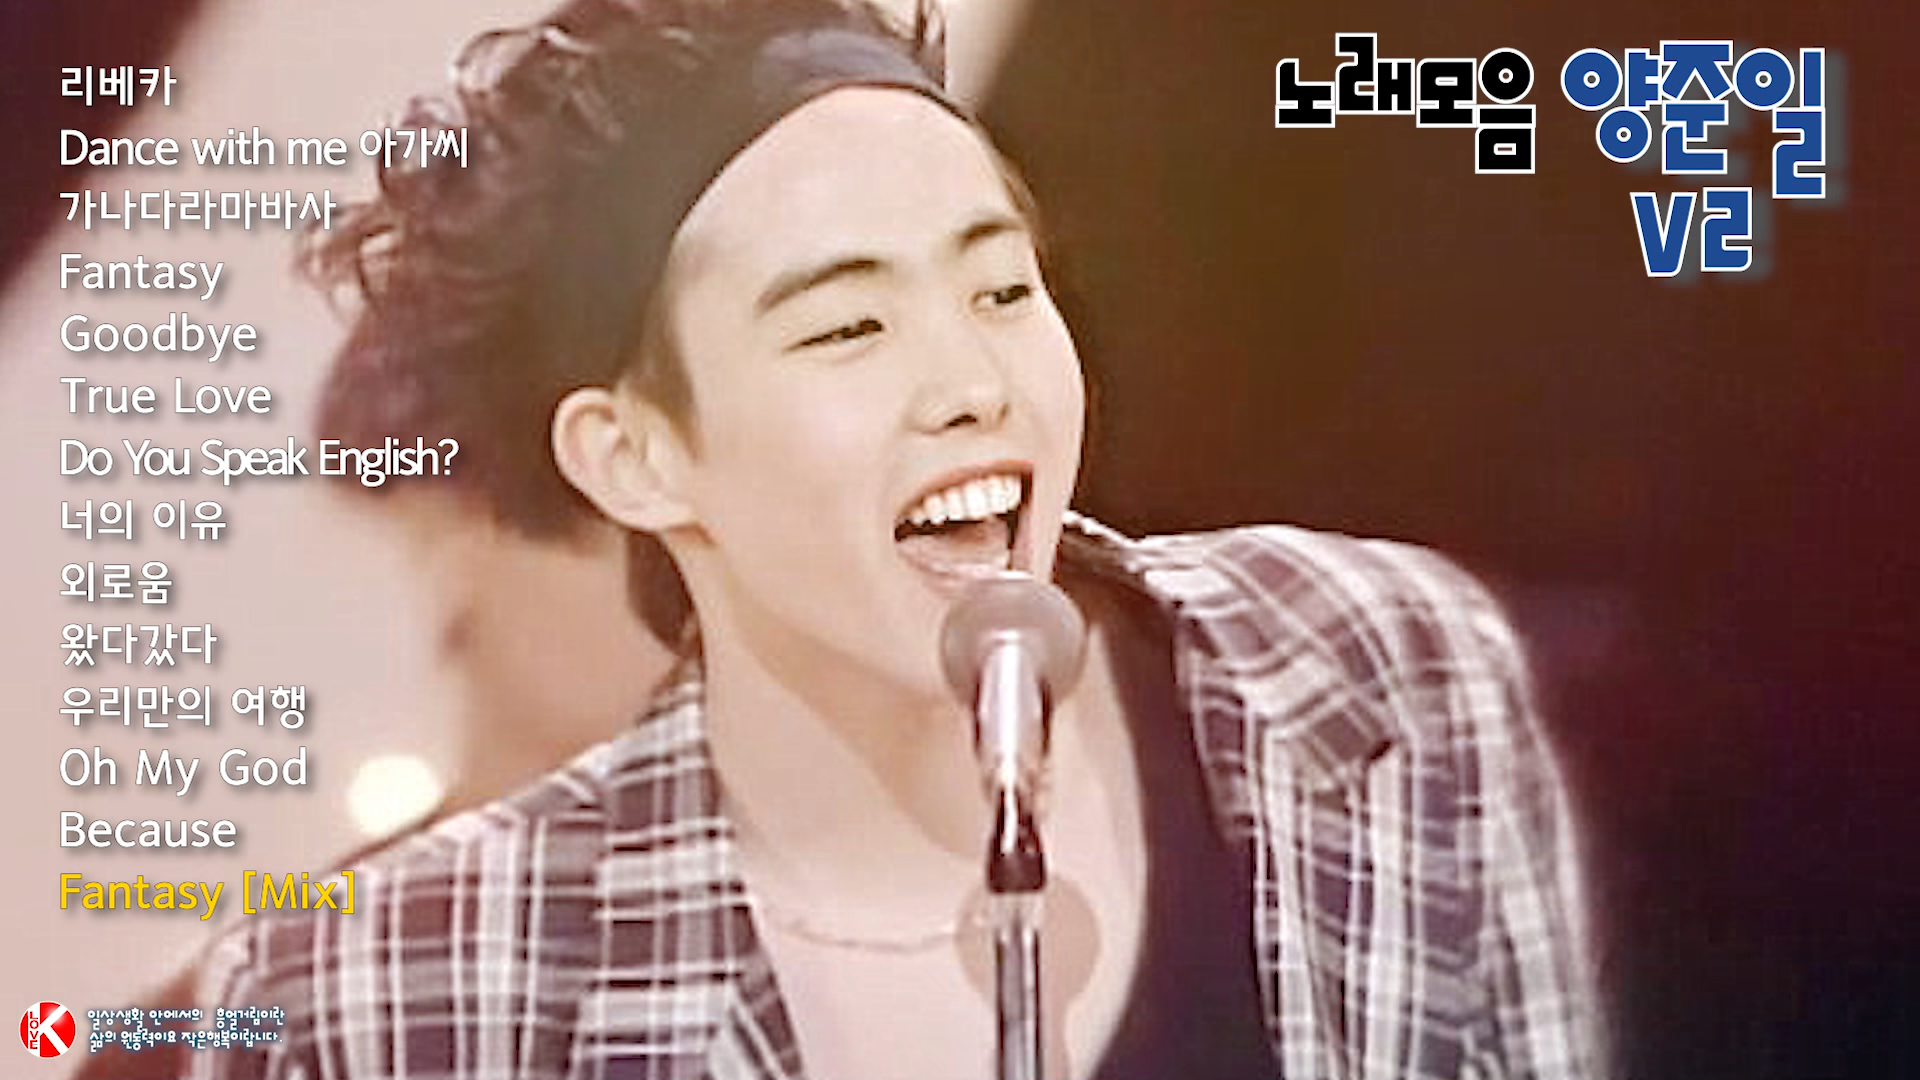 노래모음 양준일
V2
리베카
Dance with me 아가씨
가나다라마바사
Fantasy
Goodbye
True Love
Do You Speak English?
너의 이유
외로움
왔다갔다
우리만의 여행
Oh My God
Because
Fantasy [Mix]
LOVE K
일상생활 안에서의 흥얼거림이란
삶의 원동력이요 작은행복이랍니다.